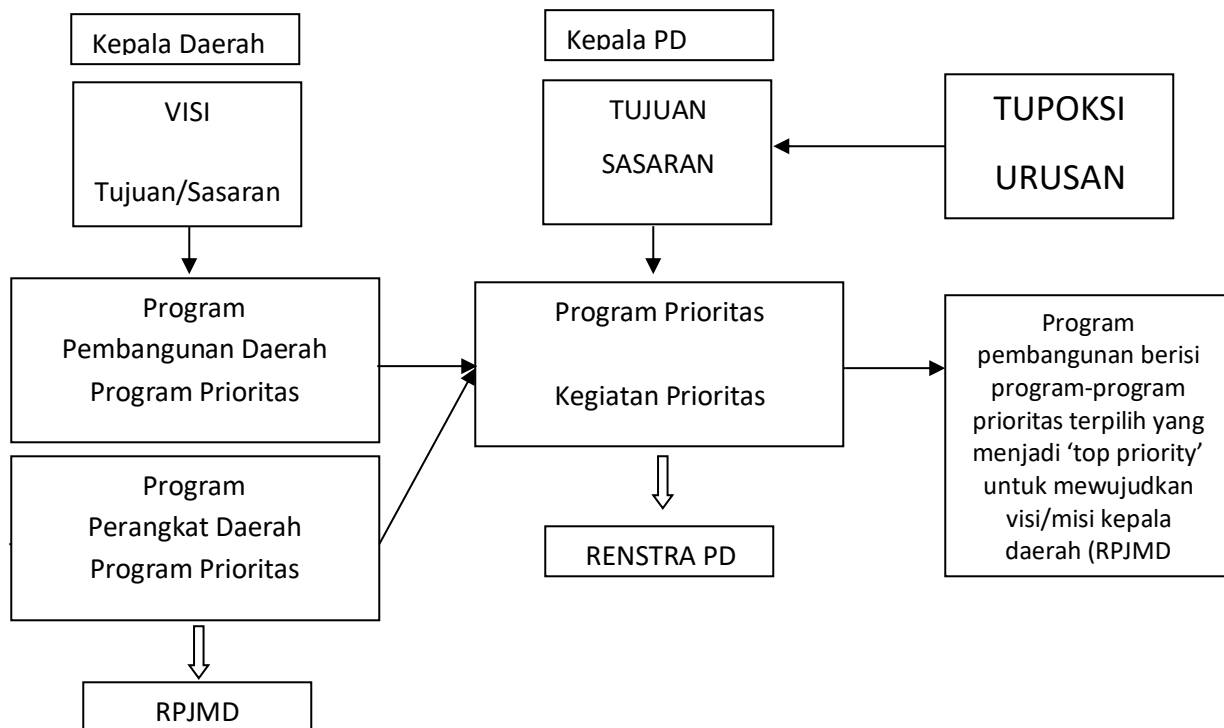 Kepala Daerah
Kepala PD
VISI
Tujuan/Sasaran
TUJUAN
SASARAN
TUPOKSI
URUSAN
Program
Pembangunan Daerah
Program Prioritas
Program Prioritas
Kegiatan Prioritas
Program
pembangunan berisi
program-program
prioritas terpilih yang
menjadi ‘top priority’
untuk mewujudkan
visi/misi kepala
daerah (RPJMD
Program
Perangkat Daerah
Program Prioritas
RENSTRA PD
RPJMD